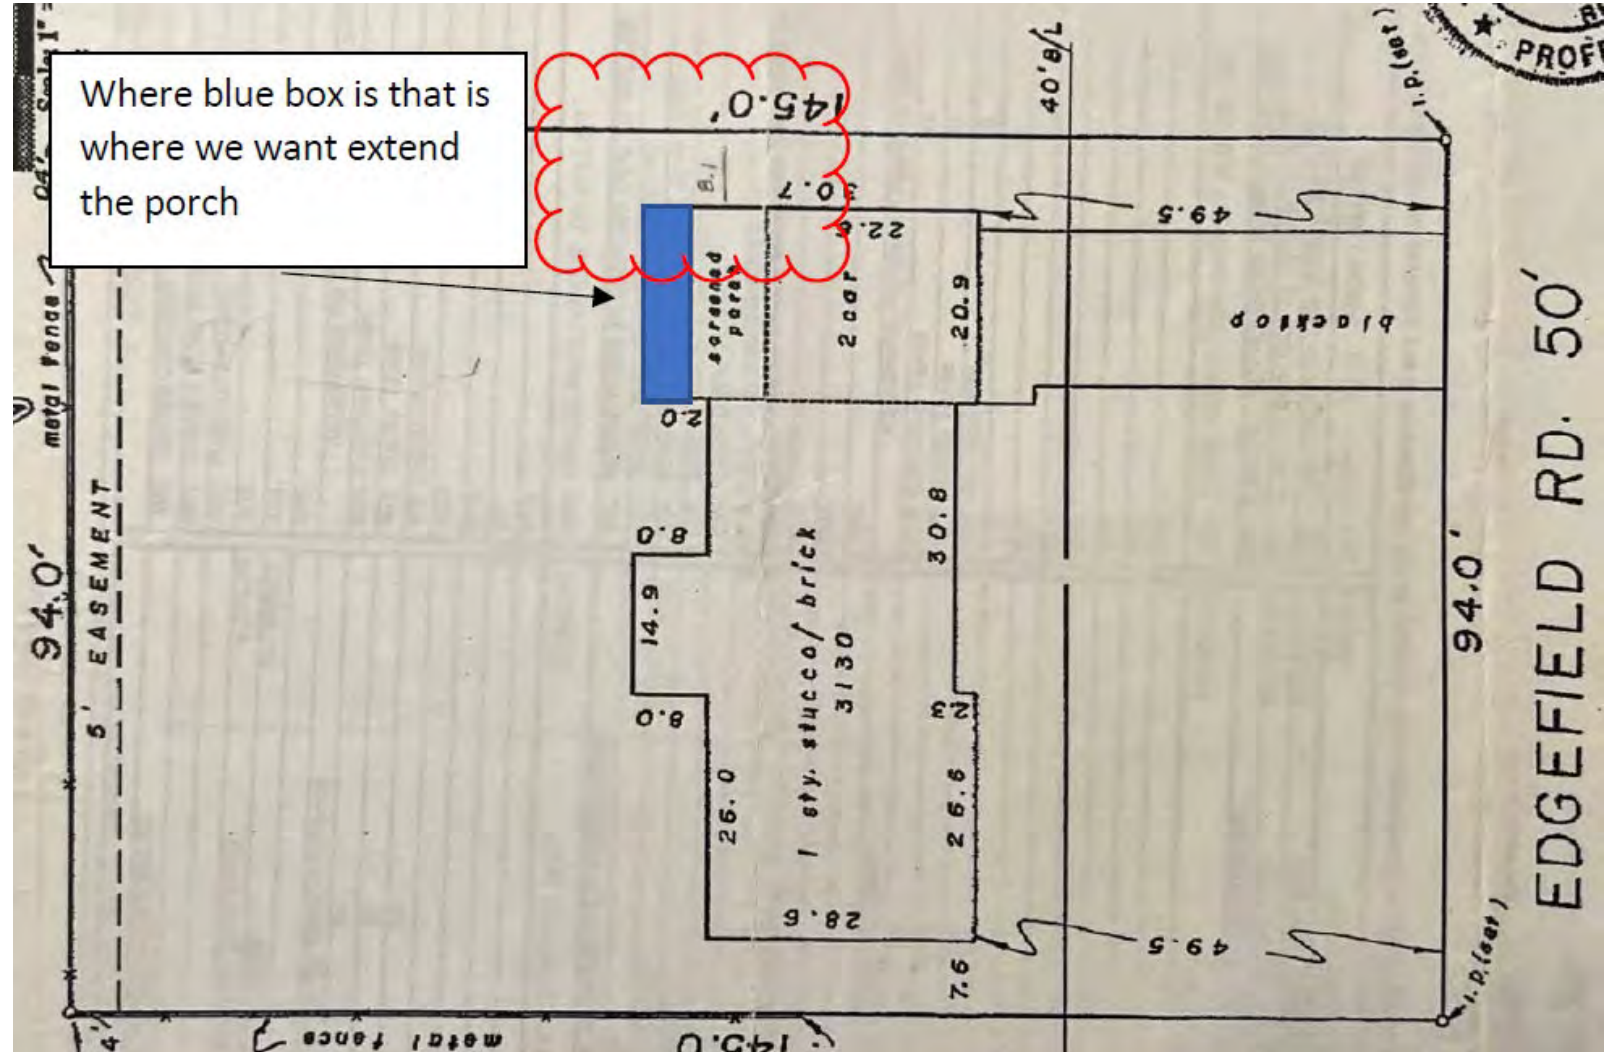 Where blue box is that is
where we want extend
the porch
145.0'
40' B/L
I.P.(set)
PROF
8.1
30.7
22.6
49.5
screened
porch
2 car
20.9
blacktop
metal fence
2.0
5' EASEMENT
94.0'
8.0
14.9
8.0
26.0
1 sty. stucco/brick
3130
30.8
2.3
26.6
28.6
7.6
49.5
94.0'
EDGEFIELD RD. 50'
I.P.(set)
metal fence
145.0'
4'